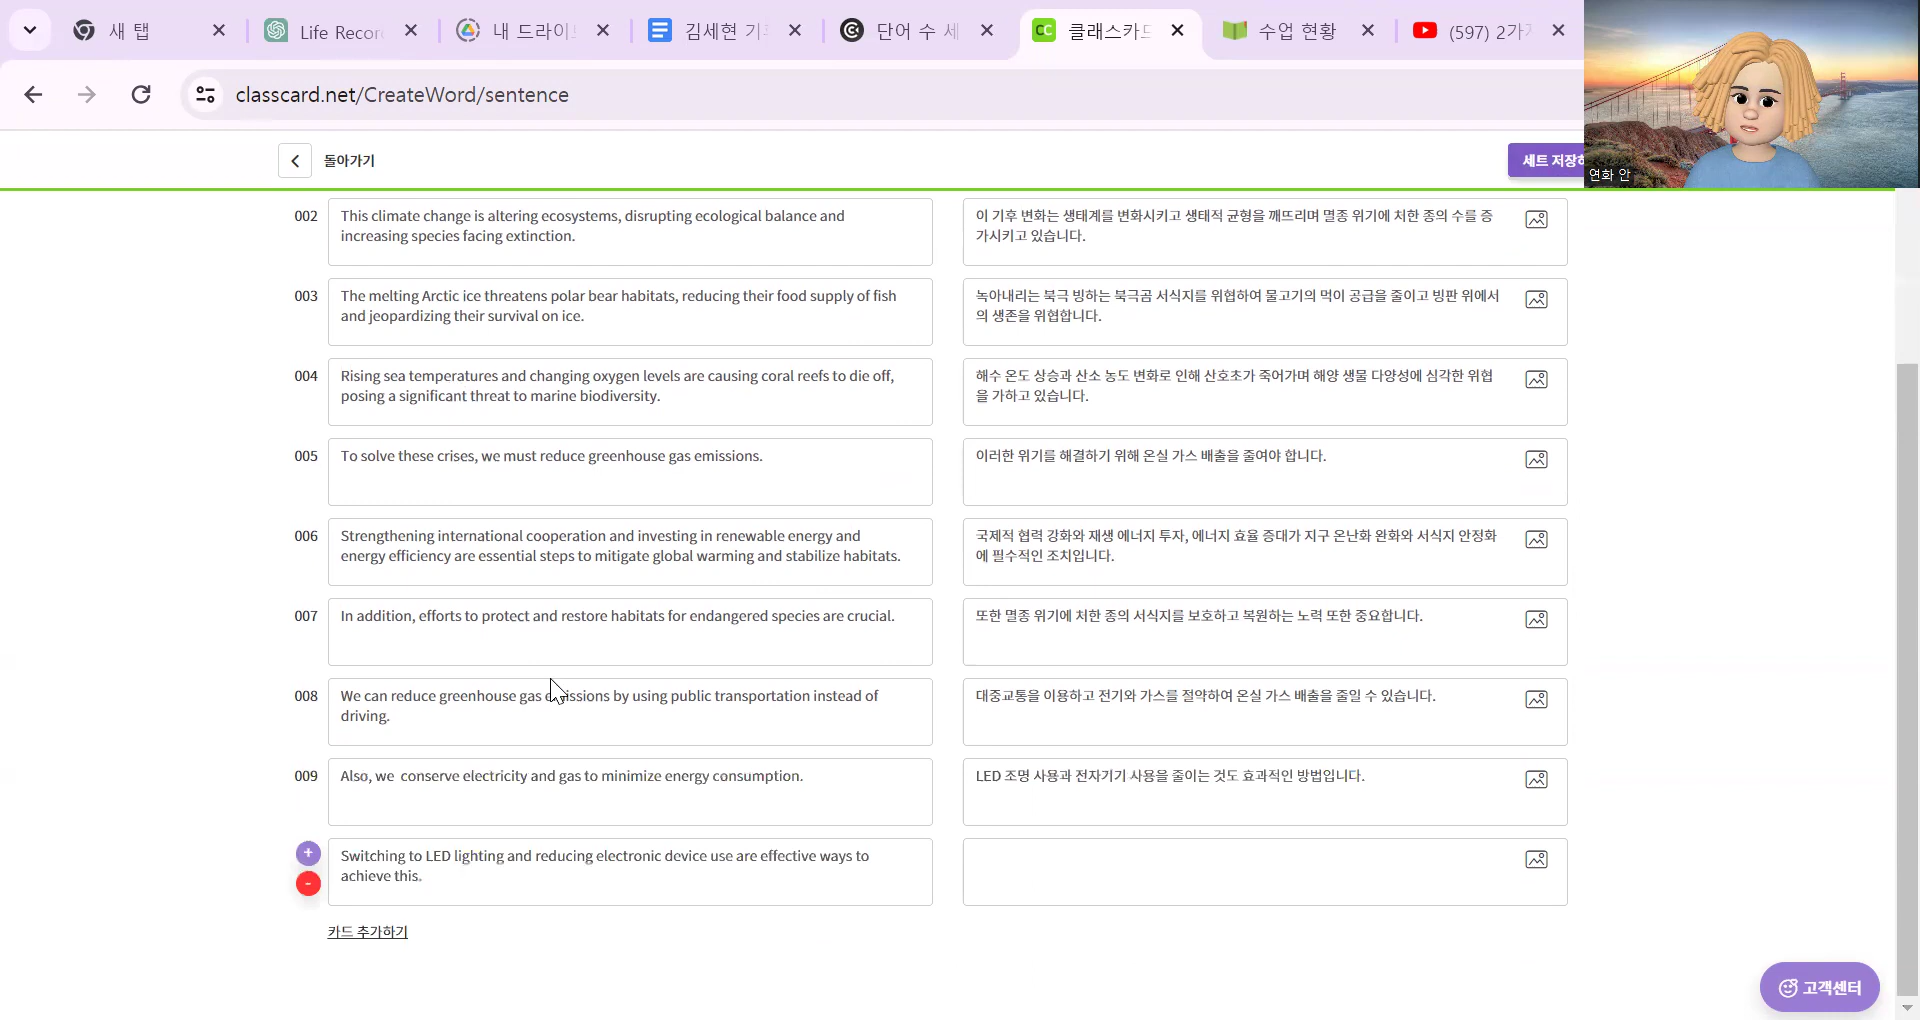 새 탭
Life Recor
내 드라이
김세현 기
단어 수 세
CC 클래스카드
수업 현황
(597) 2가
classcard.net/CreateWord/sentence
돌아가기
세트 저장하
연화 안
002
This climate change is altering ecosystems, disrupting ecological balance and
increasing species facing extinction.
이 기후 변화는 생태계를 변화시키고 생태적 균형을 깨뜨리며 멸종 위기에 처한 종의 수를 증
가시키고 있습니다.
003
The melting Arctic ice threatens polar bear habitats, reducing their food supply of fish
and jeopardizing their survival on ice.
녹아내리는 북극 빙하는 북극곰 서식지를 위협하여 물고기의 먹이 공급을 줄이고 빙판 위에서
의 생존을 위협합니다.
004
Rising sea temperatures and changing oxygen levels are causing coral reefs to die off,
posing a significant threat to marine biodiversity.
해수 온도 상승과 산소 농도 변화로 인해 산호초가 죽어가며 해양 생물 다양성에 심각한 위협
을 가하고 있습니다.
005
To solve these crises, we must reduce greenhouse gas emissions.
이러한 위기를 해결하기 위해 온실 가스 배출을 줄여야 합니다.
006
Strengthening international cooperation and investing in renewable energy and
energy efficiency are essential steps to mitigate global warming and stabilize habitats.
국제적 협력 강화와 재생 에너지 투자, 에너지 효율 증대가 지구 온난화 완화와 서식지 안정화
에 필수적인 조치입니다.
007
In addition, efforts to protect and restore habitats for endangered species are crucial.
또한 멸종 위기에 처한 종의 서식지를 보호하고 복원하는 노력 또한 중요합니다.
008
We can reduce greenhouse gas emissions by using public transportation instead of
driving.
대중교통을 이용하고 전기와 가스를 절약하여 온실 가스 배출을 줄일 수 있습니다.
009
Also, we  conserve electricity and gas to minimize energy consumption.
LED 조명 사용과 전자기기 사용을 줄이는 것도 효과적인 방법입니다.
+
-
Switching to LED lighting and reducing electronic device use are effective ways to
achieve this.
카드 추가하기
고객센터